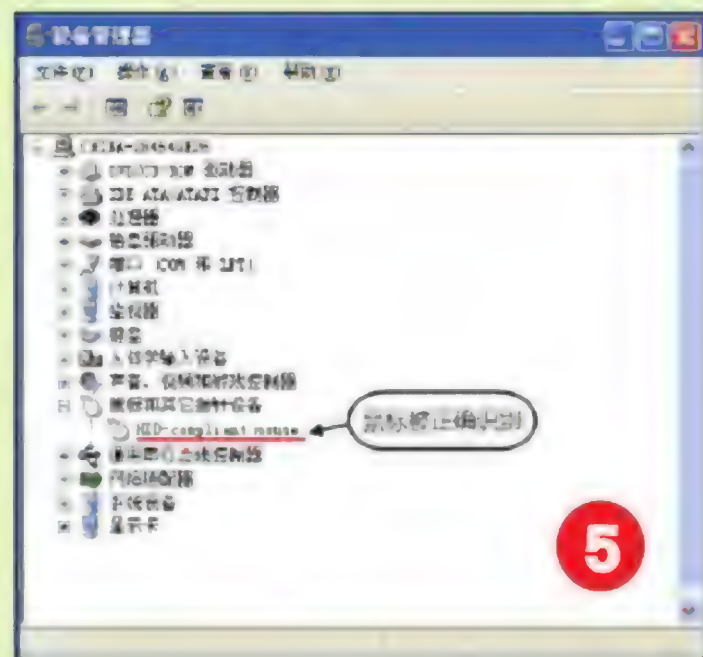 设备管理器
文件(F) 操作(A) 查看(V) 帮助(H)
DVD/CD-ROM 驱动器
IDE ATA/ATAPI 控制器
处理器
磁盘驱动器
端口 (COM 和 LPT)
计算机
监视器
键盘
人体学输入设备
声音、视频和游戏控制器
鼠标和其它指针设备
HID-compliant mouse
鼠标被正确识别
通用串行总线控制器
网络适配器
系统设备
显示卡
5